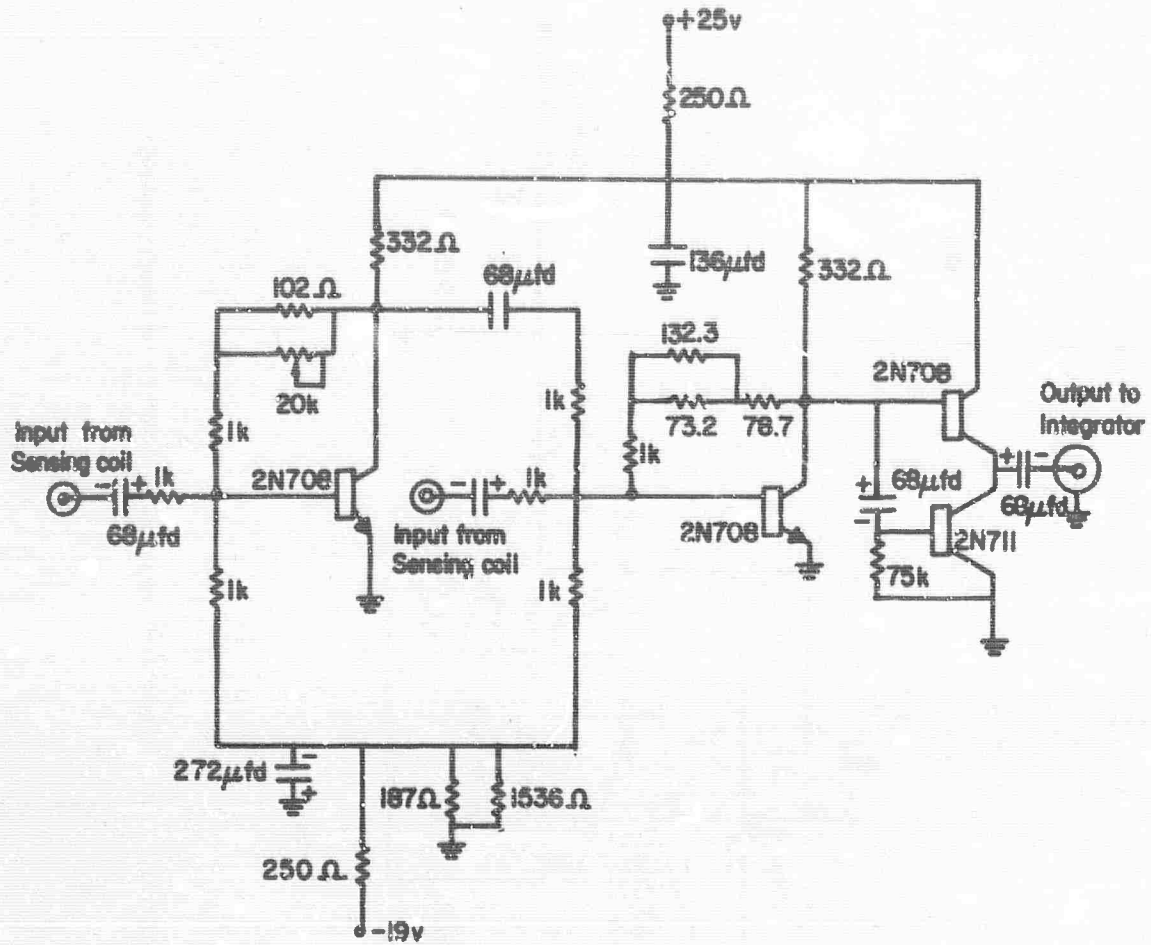 +25v
250Ω
332Ω
136μfd
332Ω
68μfd
102Ω
20k
132.3
73.2
78.7
2N708
Output to
Integrator
1k
1k
1k
Input from
Sensing coil
- + 1k
68μfd
2N708
- + 1k
Input from
Sensing coil
2N708
+
68μfd
-
+ -
68μfd
2N711
75k
1k
1k
272μfd
-
+
187Ω
1536Ω
250Ω
-19v